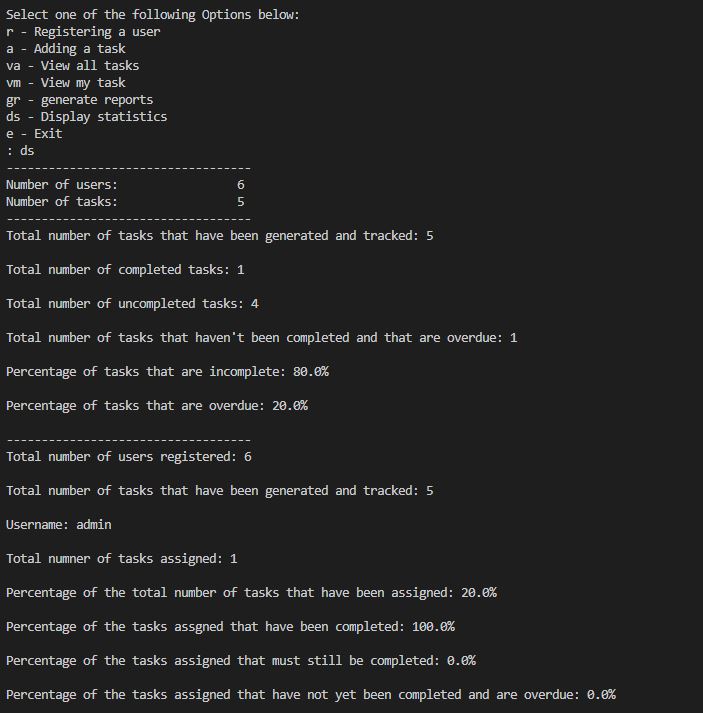 Select one of the following Options below:
r - Registering a user
a - Adding a task
va - View all tasks
vm - View my task
gr - generate reports
ds - Display statistics
e - Exit
: ds
-----------------------------------
Number of users:                 6
Number of tasks:                 5
-----------------------------------
Total number of tasks that have been generated and tracked: 5
Total number of completed tasks: 1
Total number of uncompleted tasks: 4
Total number of tasks that haven't been completed and that are overdue: 1
Percentage of tasks that are incomplete: 80.0%
Percentage of tasks that are overdue: 20.0%
-----------------------------------
Total number of users registered: 6
Total number of tasks that have been generated and tracked: 5
Username: admin
Total numner of tasks assigned: 1
Percentage of the total number of tasks that have been assigned: 20.0%
Percentage of the tasks assgned that have been completed: 100.0%
Percentage of the tasks assigned that must still be completed: 0.0%
Percentage of the tasks assigned that have not yet been completed and are overdue: 0.0%